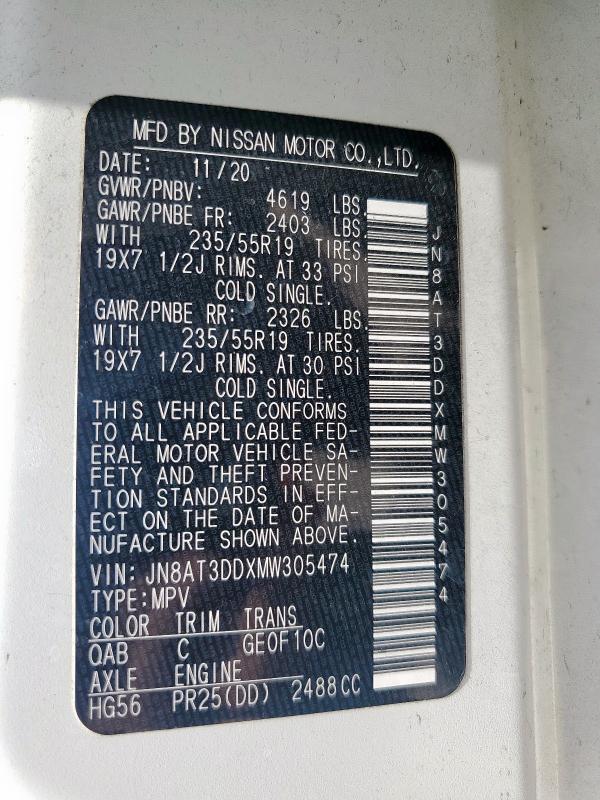 MFD BY NISSAN MOTOR CO.,LTD.
DATE: 11/20
GVWR/PNBV: 4619 LBS.
GAWR/PNBE FR: 2403 LBS.
WITH 235/55R19 TIRES.
19X7 1/2J RIMS. AT 33 PSI
COLD SINGLE.
GAWR/PNBE RR: 2326 LBS.
WITH 235/55R19 TIRES.
19X7 1/2J RIMS. AT 30 PSI
COLD SINGLE.
THIS VEHICLE CONFORMS
TO ALL APPLICABLE FED-
ERAL MOTOR VEHICLE SA-
FETY AND THEFT PREVEN-
TION STANDARDS IN EFF-
ECT ON THE DATE OF MA-
NUFACTURE SHOWN ABOVE.
VIN: JN8AT3DDXMW305474
TYPE:MPV
COLOR TRIM TRANS
QAB C GE0F10C
AXLE ENGINE
HG56 PR25(DD) 2488CC
JN8AT3DDXMW305474